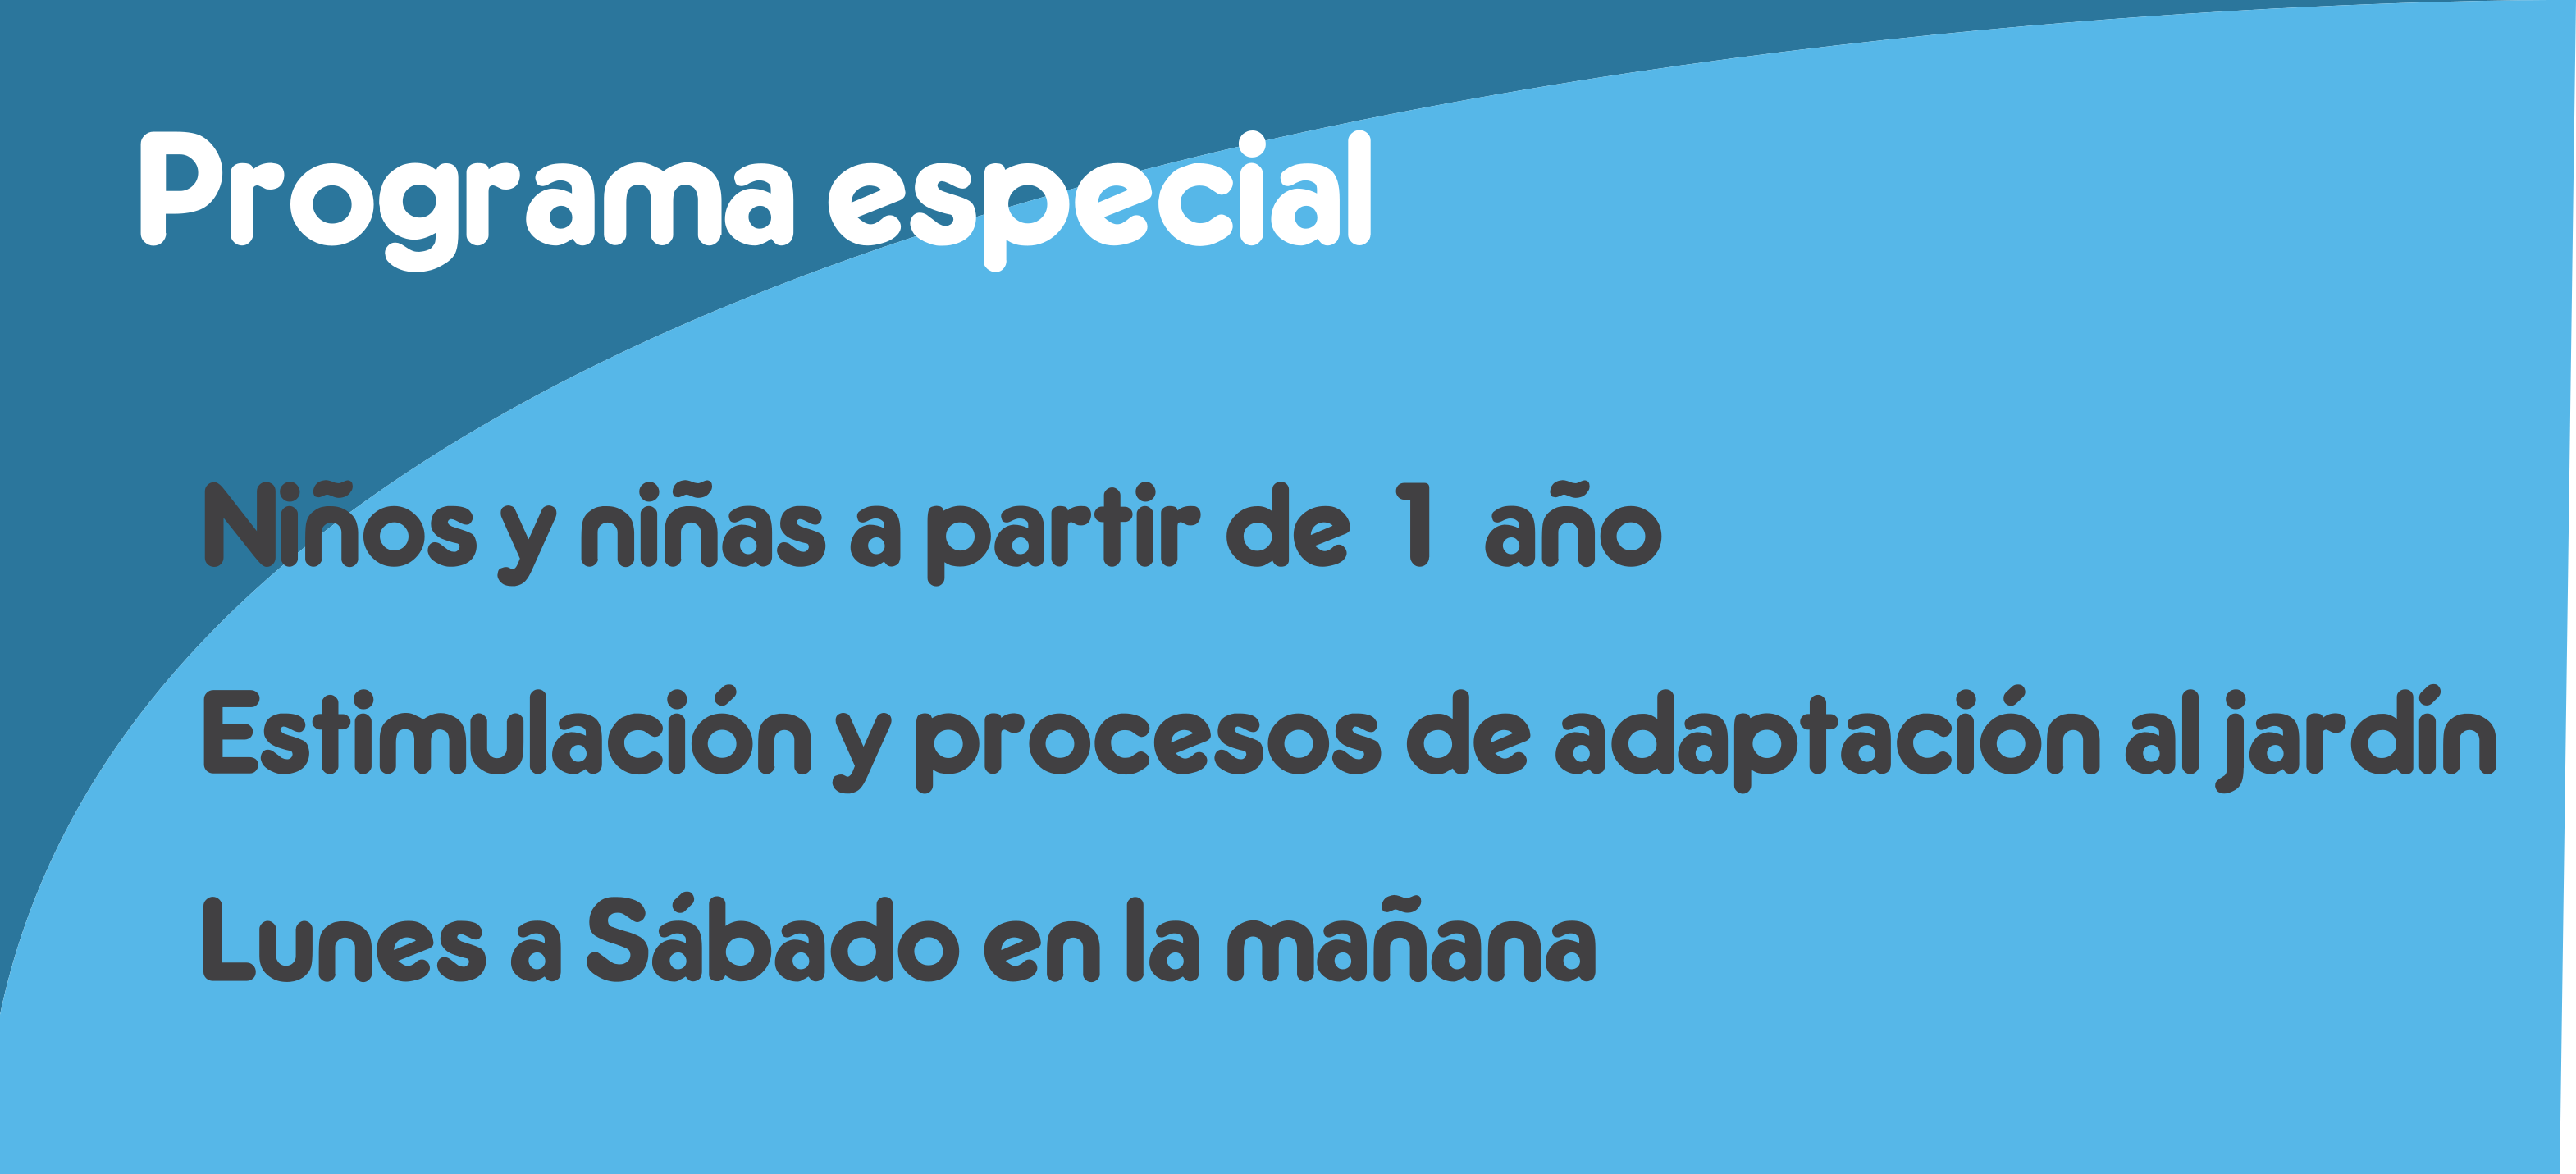 Programa especial
Niños y niñas a partir de 1 año
Estimulación y procesos de adaptación al jardín
Lunes a Sábado en la mañana